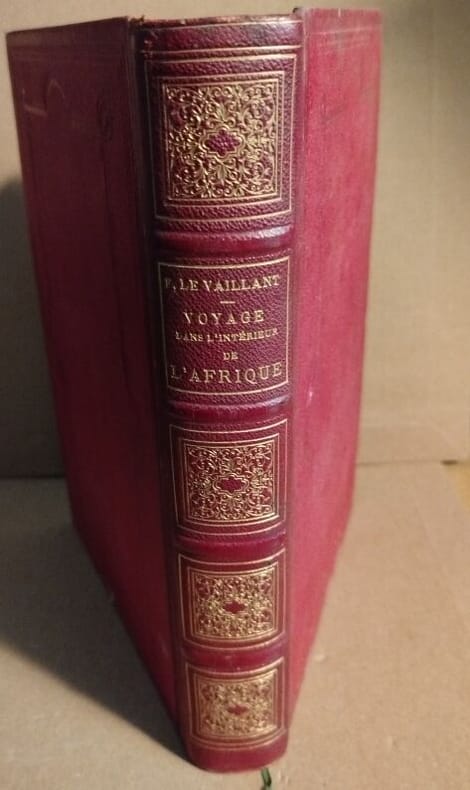 F. LE VAILLANT
VOYAGE
DANS L'INTÉRIEUR
DE
L'AFRIQUE